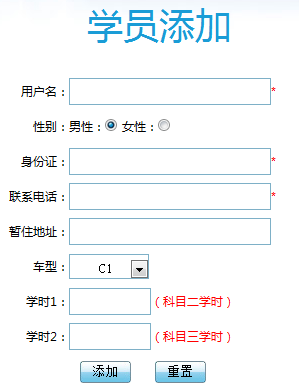 学员添加
用户名：*
性别：男性： 女性：
身份证：*
联系电话：*
暂住地址：
车型：C1
学时1：（科目二学时）
学时2：（科目三学时）
添加 重置